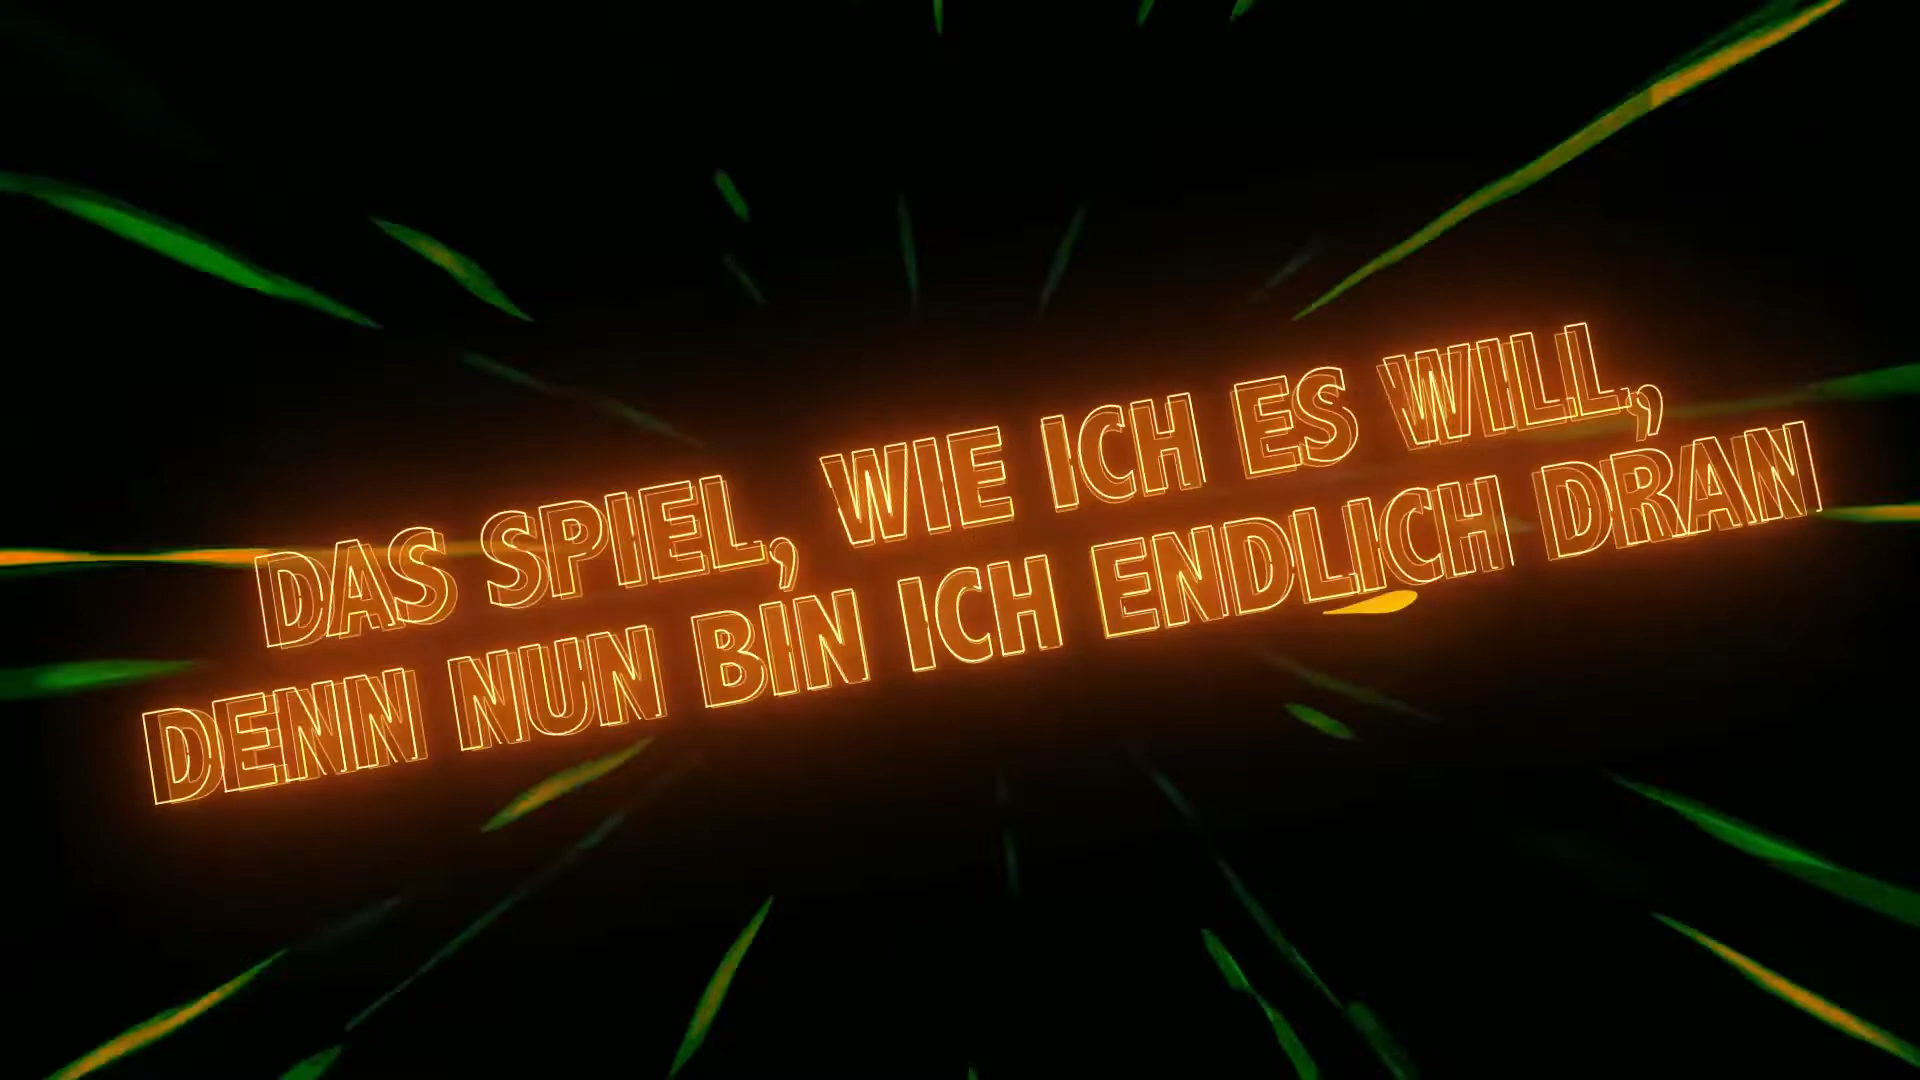 DAS SPIEL, WIE ICH ES WILL,
DENN NUN BIN ICH ENDLICH DRAN